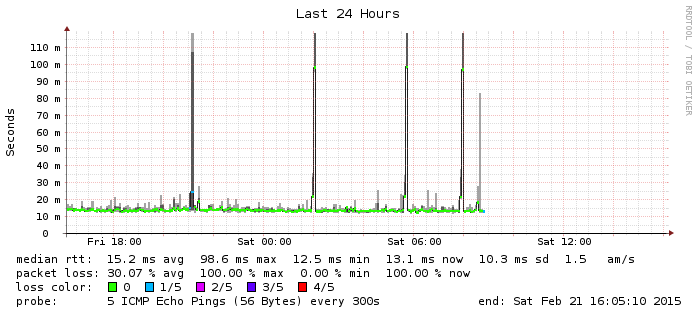 Last 24 Hours
RRDTOOL / TOBI OETIKER
Seconds
110 m
100 m
90 m
80 m
70 m
60 m
50 m
40 m
30 m
20 m
10 m
0
Fri 18:00 Sat 00:00 Sat 06:00 Sat 12:00
median rtt: 15.2 ms avg 98.6 ms max 12.5 ms min 13.1 ms now 10.3 ms sd 1.5 am/s
packet loss: 30.07 % avg 100.00 % max 0.00 % min 100.00 % now
loss color: 0 1/5 2/5 3/5 4/5
probe: 5 ICMP Echo Pings (56 Bytes) every 300s end: Sat Feb 21 16:05:10 2015